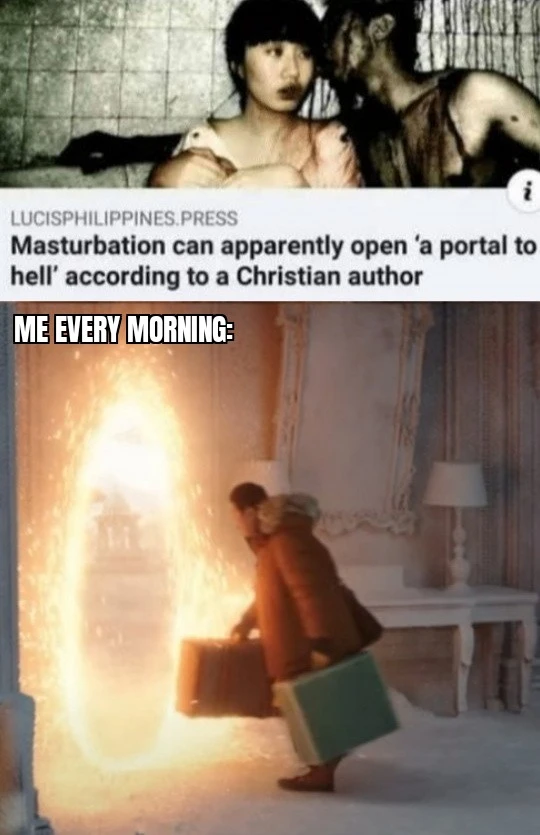 i
LUCISPHILIPPINES.PRESS
Masturbation can apparently open 'a portal to
hell' according to a Christian author
ME EVERY MORNING: